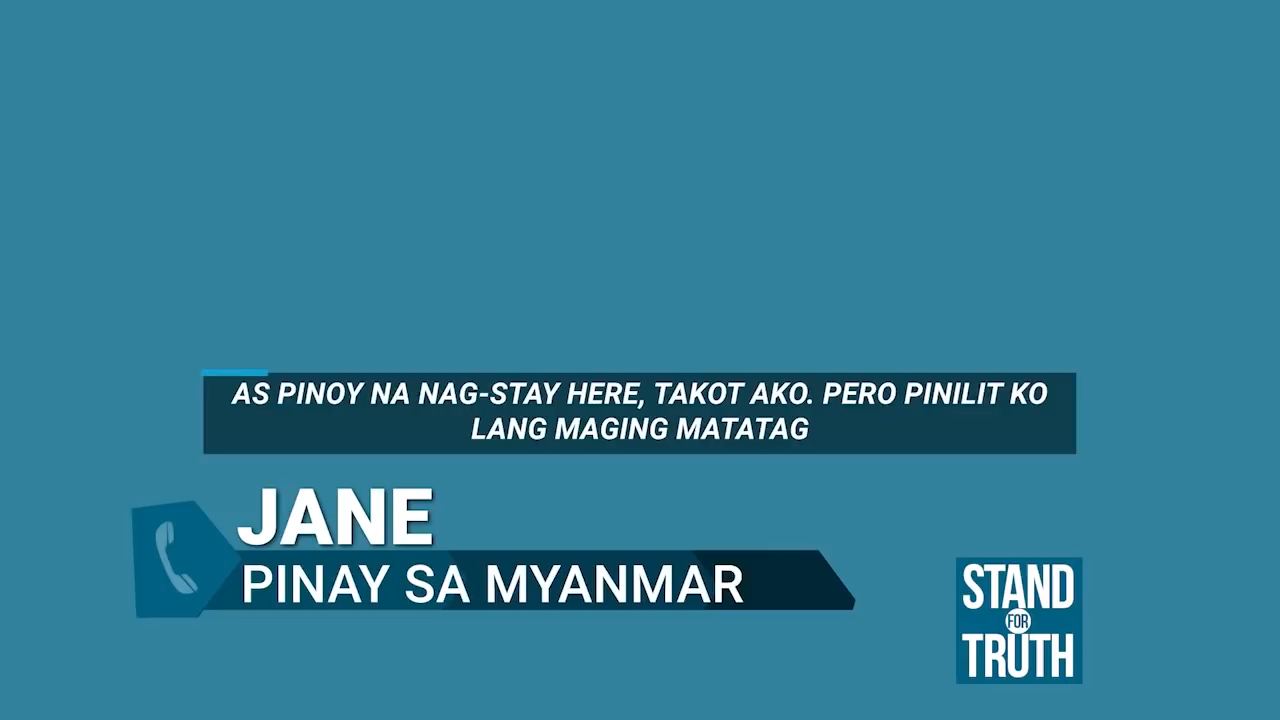 AS PINOY NA NAG-STAY HERE, TAKOT AKO. PERO PINILIT KO
LANG MAGING MATATAG
JANE
PINAY SA MYANMAR
STAND
FOR
TRUTH